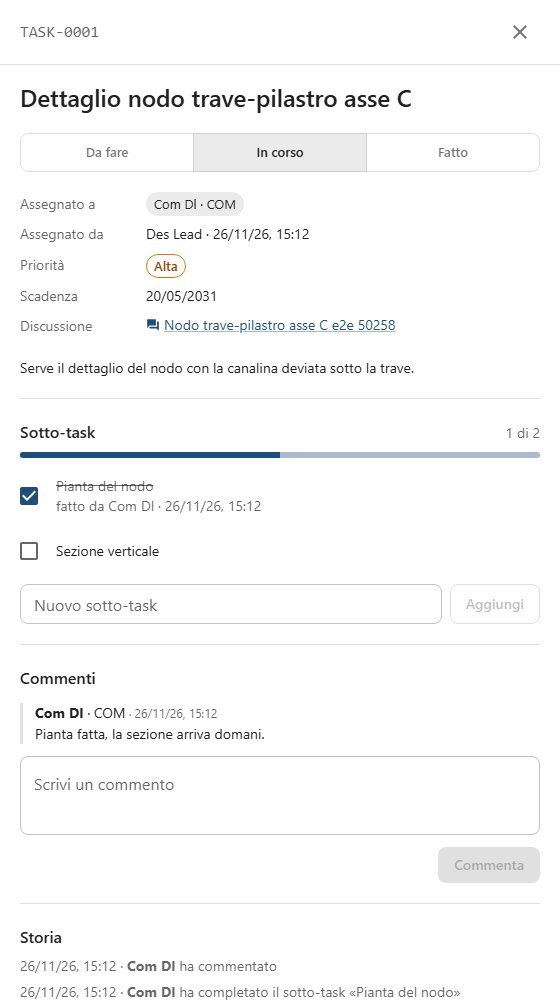 TASK-0001
Dettaglio nodo trave-pilastro asse C
Da fare
In corso
Fatto
Assegnato a
Com Dl · COM
Assegnato da
Des Lead · 26/11/26, 15:12
Priorità
Alta
Scadenza
20/05/2031
Discussione
Nodo trave-pilastro asse C e2e 50258
Serve il dettaglio del nodo con la canalina deviata sotto la trave.
Sotto-task
1 di 2
Pianta del nodo
fatto da Com Dl · 26/11/26, 15:12
Sezione verticale
Nuovo sotto-task
Aggiungi
Commenti
Com Dl · COM · 26/11/26, 15:12
Pianta fatta, la sezione arriva domani.
Scrivi un commento
Commenta
Storia
26/11/26, 15:12 · Com Dl ha commentato
26/11/26, 15:12 · Com Dl ha completato il sotto-task «Pianta del nodo»